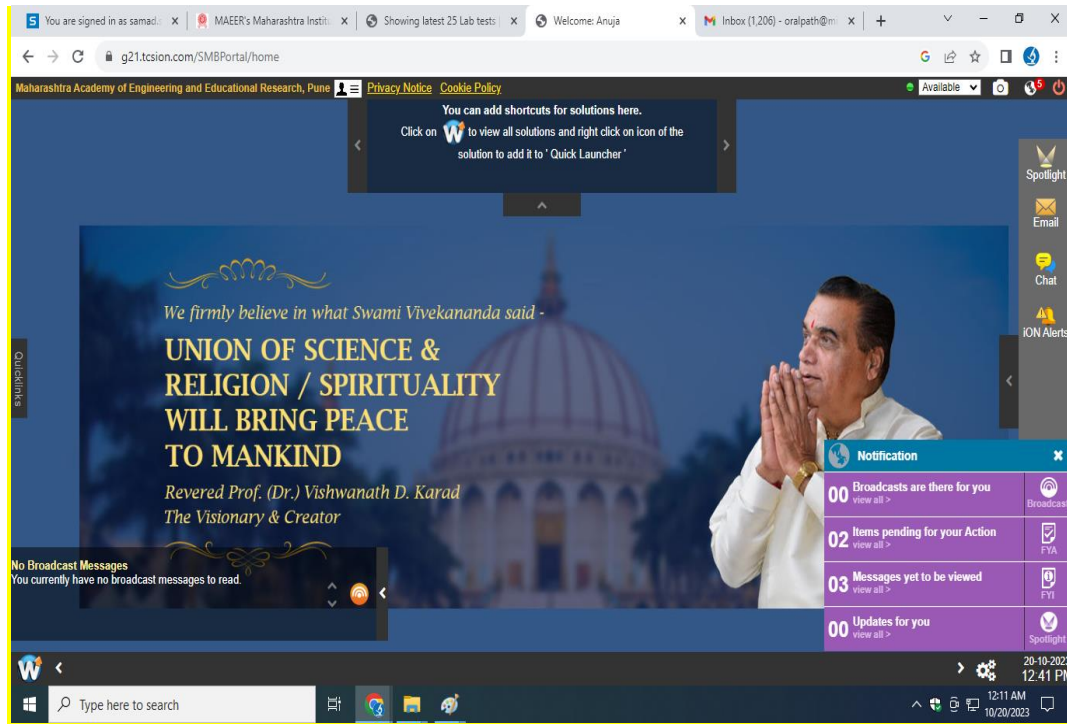 You are signed in as samad
MAEER's Maharashtra Instit
Showing latest 25 Lab tests
Welcome: Anuja
Inbox (1,206) - oralpath@m
g21.tcsion.com/SMBPortal/home
Maharashtra Academy of Engineering and Educational Research, Pune Privacy Notice Cookie Policy
Available
5
You can add shortcuts for solutions here.
Click on W to view all solutions and right click on icon of the
solution to add it to ' Quick Launcher '
Spotlight
Email
Chat
iON Alerts
Quicklinks
We firmly believe in what Swami Vivekananda said -
UNION OF SCIENCE &
RELIGION / SPIRITUALITY
WILL BRING PEACE
TO MANKIND
Revered Prof. (Dr.) Vishwanath D. Karad
The Visionary & Creator
No Broadcast Messages
You currently have no broadcast messages to read.
Notification
00 Broadcasts are there for you
view all >
Broadcast
02 Items pending for your Action
view all >
FYA
03 Messages yet to be viewed
view all >
FYI
00 Updates for you
view all >
Spotlight
W
20-10-2023
12:41 PM
Type here to search
12:11 AM
10/20/2023